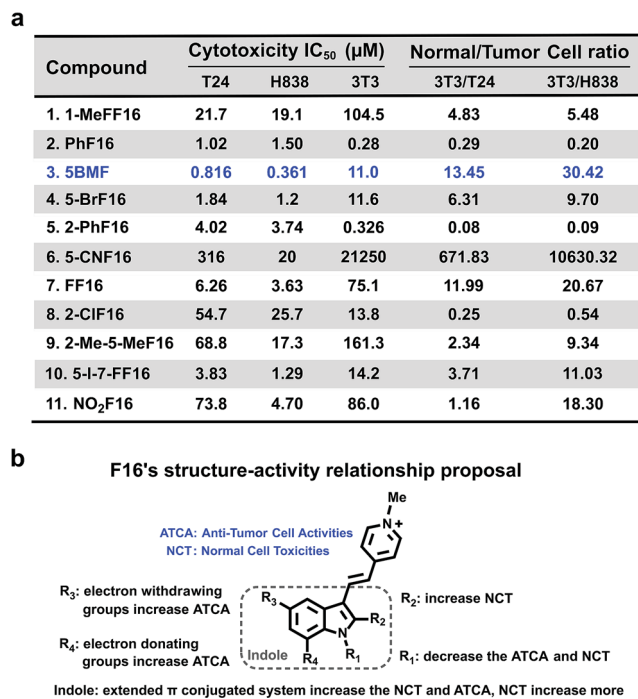 a
Compound Cytotoxicity IC50 (μM) Normal/Tumor Cell ratio
T24 H838 3T3 3T3/T24 3T3/H838
1. 1-MeFF16 21.7 19.1 104.5 4.83 5.48
2. PhF16 1.02 1.50 0.28 0.29 0.20
3. 5BMF 0.816 0.361 11.0 13.45 30.42
4. 5-BrF16 1.84 1.2 11.6 6.31 9.70
5. 2-PhF16 4.02 3.74 0.326 0.08 0.09
6. 5-CNF16 316 20 21250 671.83 10630.32
7. FF16 6.26 3.63 75.1 11.99 20.67
8. 2-ClF16 54.7 25.7 13.8 0.25 0.54
9. 2-Me-5-MeF16 68.8 17.3 161.3 2.34 9.34
10. 5-I-7-FF16 3.83 1.29 14.2 3.71 11.03
11. NO2F16 73.8 4.70 86.0 1.16 18.30
b
F16's structure-activity relationship proposal
Me
N+
ATCA: Anti-Tumor Cell Activities
NCT: Normal Cell Toxicities
R3: electron withdrawing
groups increase ATCA
R3
R2
R2: increase NCT
R4: electron donating
groups increase ATCA
N
Indole
R4
R1
R1: decrease the ATCA and NCT
Indole: extended π conjugated system increase the NCT and ATCA, NCT increase more